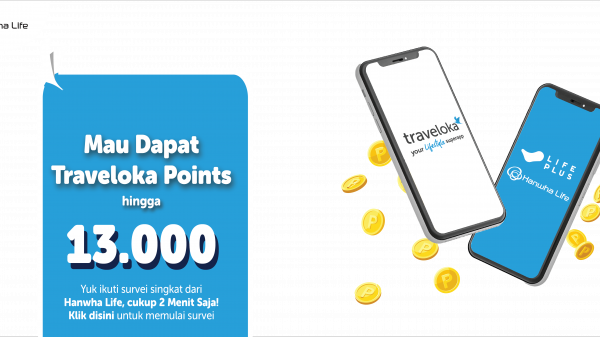 Life
Mau Dapat
Traveloka Points
hingga
13.000
Yuk ikuti survei singkat dari
Hanwha Life, cukup 2 Menit Saja!
Klik disini untuk memulai survei
traveloka
your Lifestyle superapp
LIFE
PLUS
Hanwha Life
P
P
P
P
P
P
P
P